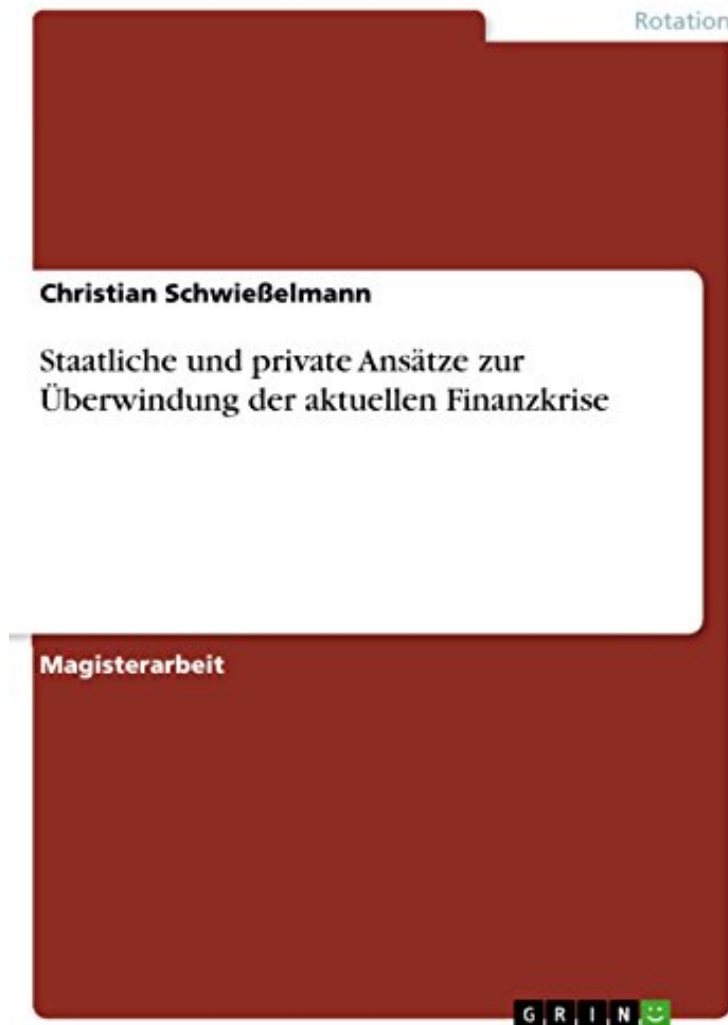 Rotation
Christian Schwießelmann
Staatliche und private Ansätze zur
Überwindung der aktuellen Finanzkrise
Magisterarbeit
GRIN